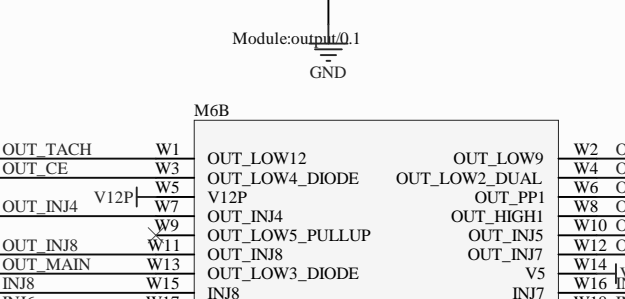 Module:output/0.1
GND
M6B
OUT_TACH W1 OUT_LOW12 OUT_LOW9 W2
OUT_CE W3 OUT_LOW4_DIODE OUT_LOW2_DUAL W4
V12P W5 V12P OUT_PP1 W6
OUT_INJ4 W7 OUT_INJ4 OUT_HIGH1 W8
W9 OUT_LOW5_PULLUP OUT_INJ5 W10
OUT_INJ8 W11 OUT_INJ8 OUT_INJ7 W12
OUT_MAIN W13 OUT_LOW3_DIODE V5 W14
INJ8 W15 INJ8 INJ7 W16